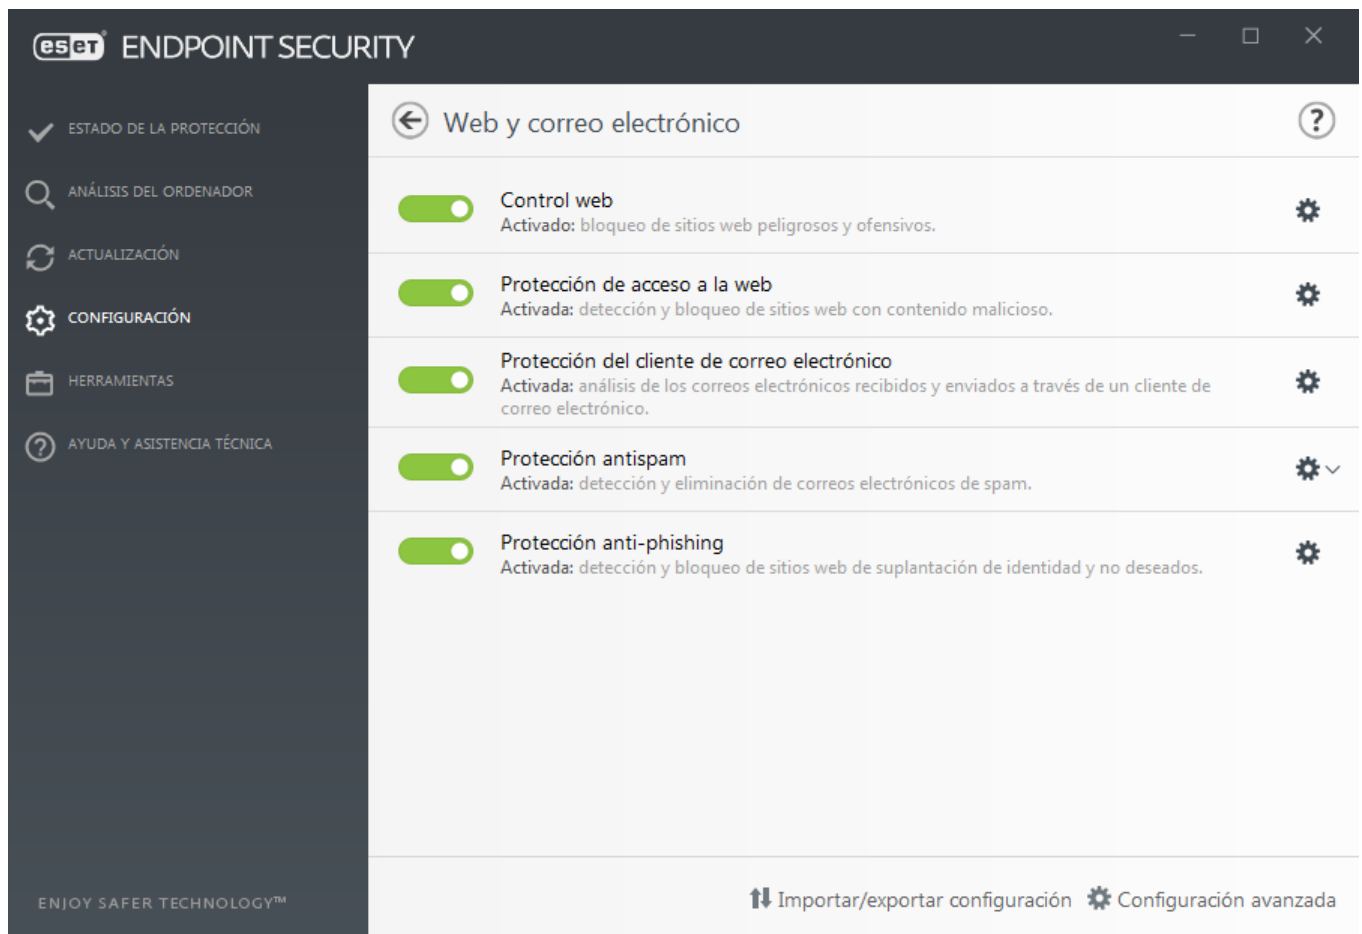 eset ENDPOINT SECURITY
ESTADO DE LA PROTECCIÓN
ANÁLISIS DEL ORDENADOR
ACTUALIZACIÓN
CONFIGURACIÓN
HERRAMIENTAS
AYUDA Y ASISTENCIA TÉCNICA
ENJOY SAFER TECHNOLOGY™
Web y correo electrónico
?
Control web
Activado: bloqueo de sitios web peligrosos y ofensivos.
Protección de acceso a la web
Activada: detección y bloqueo de sitios web con contenido malicioso.
Protección del cliente de correo electrónico
Activada: análisis de los correos electrónicos recibidos y enviados a través de un cliente de
correo electrónico.
Protección antispam
Activada: detección y eliminación de correos electrónicos de spam.
Protección anti-phishing
Activada: detección y bloqueo de sitios web de suplantación de identidad y no deseados.
Importar/exportar configuración Configuración avanzada